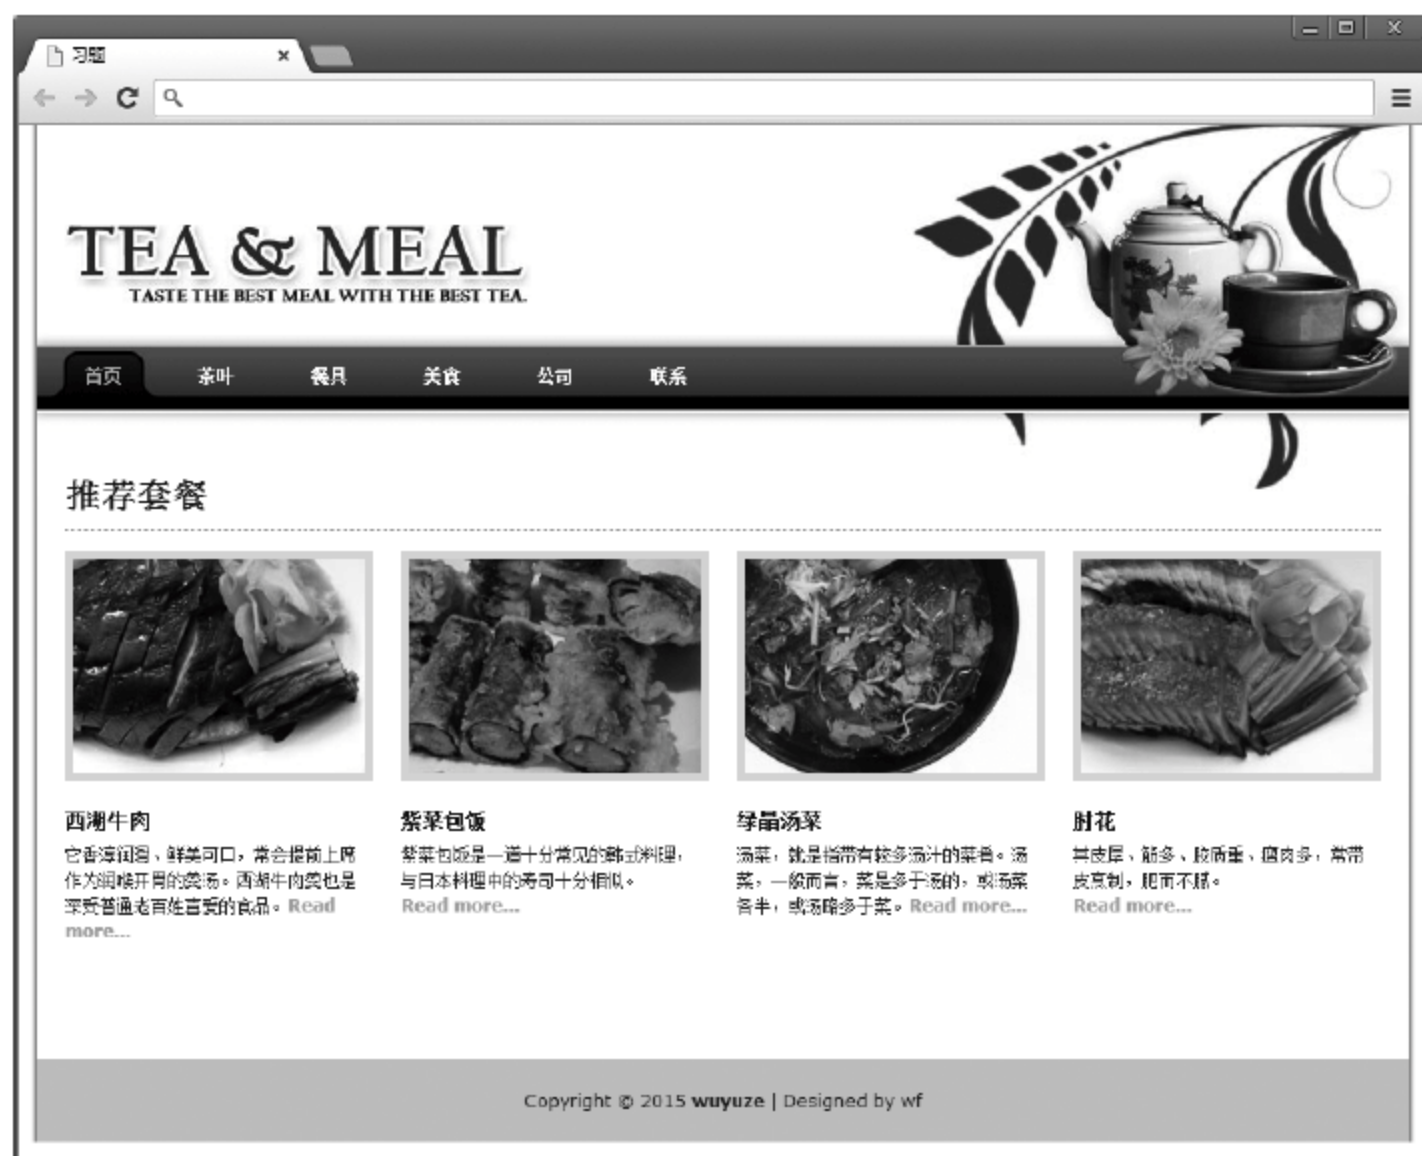 习题
TEA & MEAL
TASTE THE BEST MEAL WITH THE BEST TEA.
首页 茶叶 餐具 美食 公司 联系
推荐套餐
西湖牛肉
它香淳润滑、鲜美可口，常会提前上席
作为润喉开胃的羹汤。西湖牛肉羹也是
深受普通老百姓喜爱的食品。Read
more...
紫菜包饭
紫菜包饭是一道十分常见的韩式料理，
与日本料理中的寿司十分相似。
Read more...
绿晶汤菜
汤菜，就是指带有较多汤汁的菜肴。汤
菜，一般而言，菜是多于汤的，或汤菜
各半，或汤略多于菜。Read more...
肘花
其皮厚、筋多、胶质重、瘦肉多，常带
皮烹制，肥而不腻。
Read more...
Copyright © 2015 wuyuze | Designed by wf